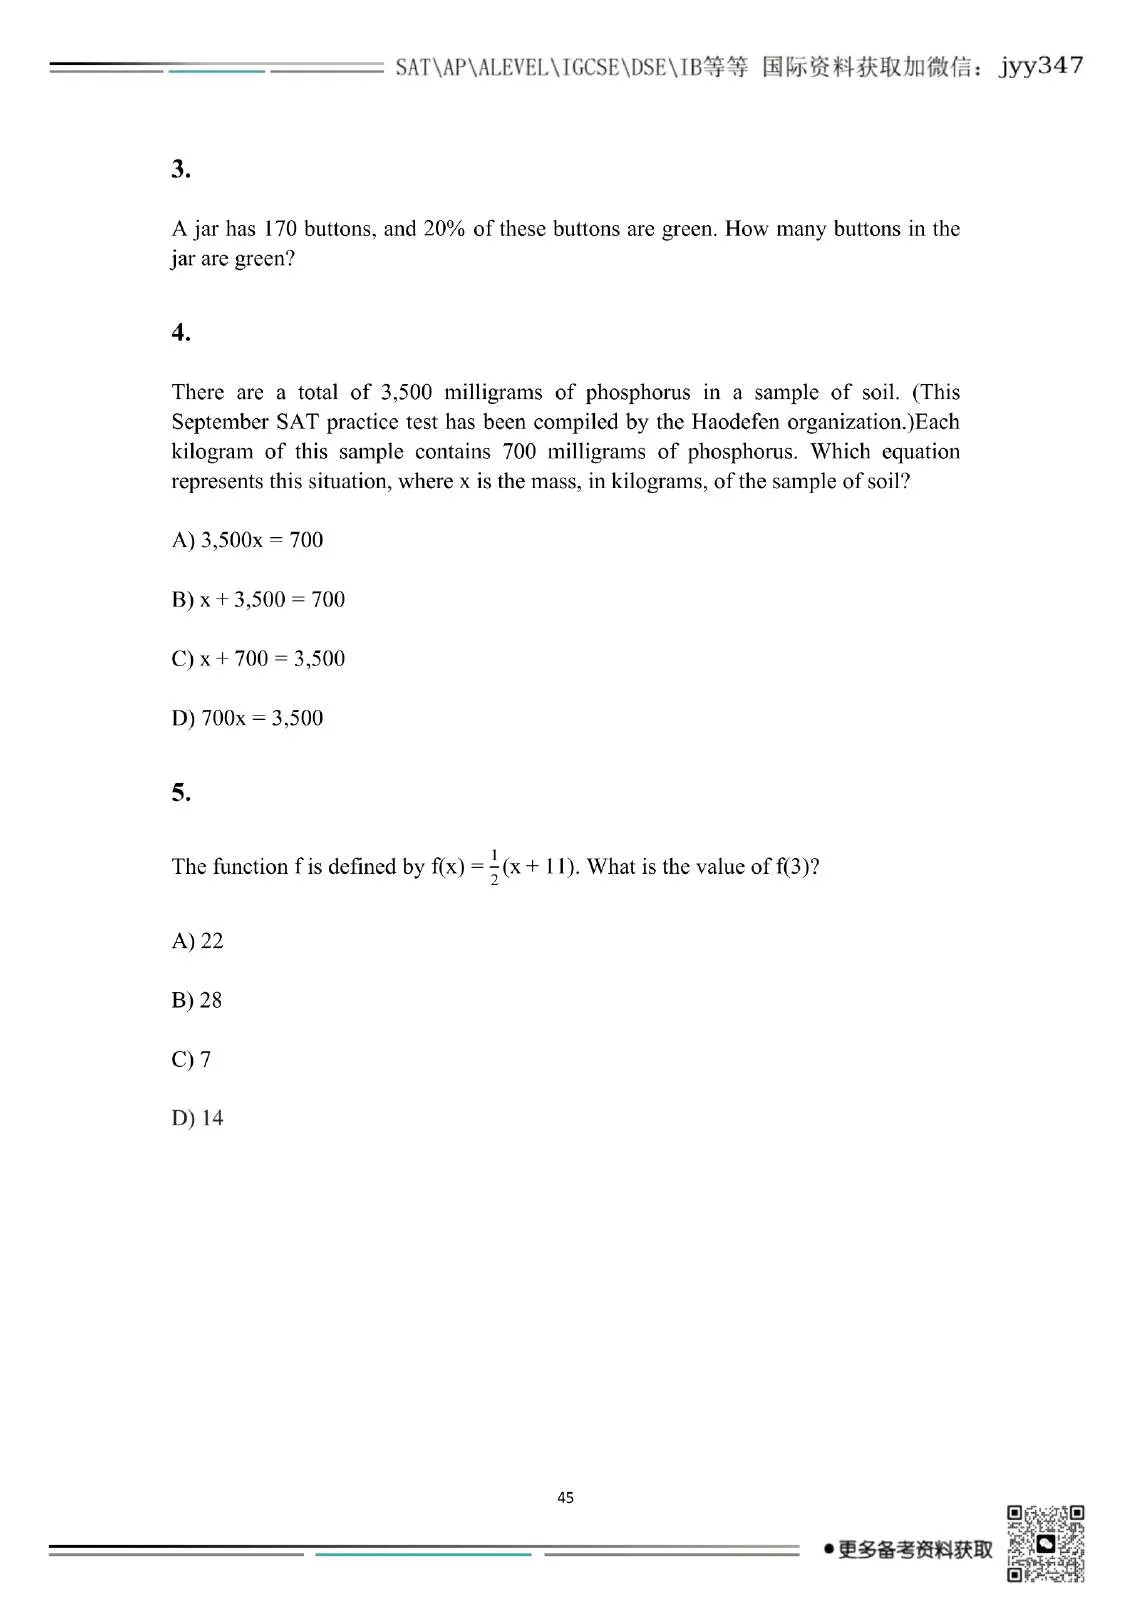 SAT\AP\ALEVEL\IGCSE\DSE\IB等等 国际资料获取加微信：jyy347
3.
A jar has 170 buttons, and 20% of these buttons are green. How many buttons in the
jar are green?
4.
There are a total of 3,500 milligrams of phosphorus in a sample of soil. (This
September SAT practice test has been compiled by the Haodefen organization.)Each
kilogram of this sample contains 700 milligrams of phosphorus. Which equation
represents this situation, where x is the mass, in kilograms, of the sample of soil?
A) 3,500x = 700
B) x + 3,500 = 700
C) x + 700 = 3,500
D) 700x = 3,500
5.
The function f is defined by f(x) = 1/2 (x + 11). What is the value of f(3)?
A) 22
B) 28
C) 7
D) 14
45
●更多备考资料获取